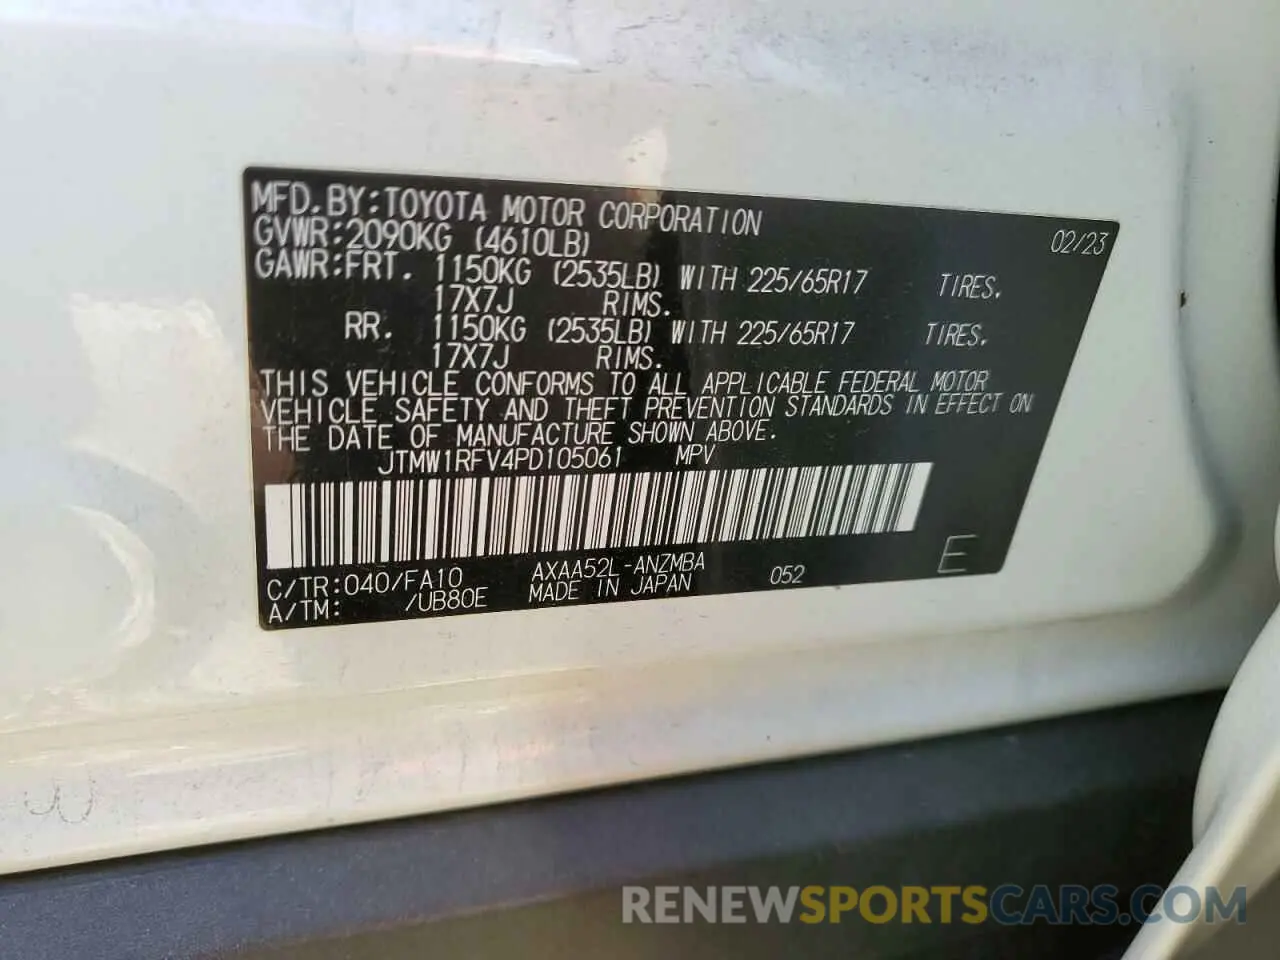 MFD.BY:TOYOTA MOTOR CORPORATION 02/23
GVWR:2090KG (4610LB)
GAWR:FRT. 1150KG (2535LB) WITH 225/65R17 TIRES.
17X7J RIMS.
RR. 1150KG (2535LB) WITH 225/65R17 TIRES.
17X7J RIMS.
THIS VEHICLE CONFORMS TO ALL APPLICABLE FEDERAL MOTOR
VEHICLE SAFETY AND THEFT PREVENTION STANDARDS IN EFFECT ON
THE DATE OF MANUFACTURE SHOWN ABOVE.
JTMW1RFV4PD105061 MPV
C/TR:040/FA10 AXAA52L-ANZMBA
A/TM: /UB80E MADE IN JAPAN 052 E
RENEWSPORTSCARS.COM